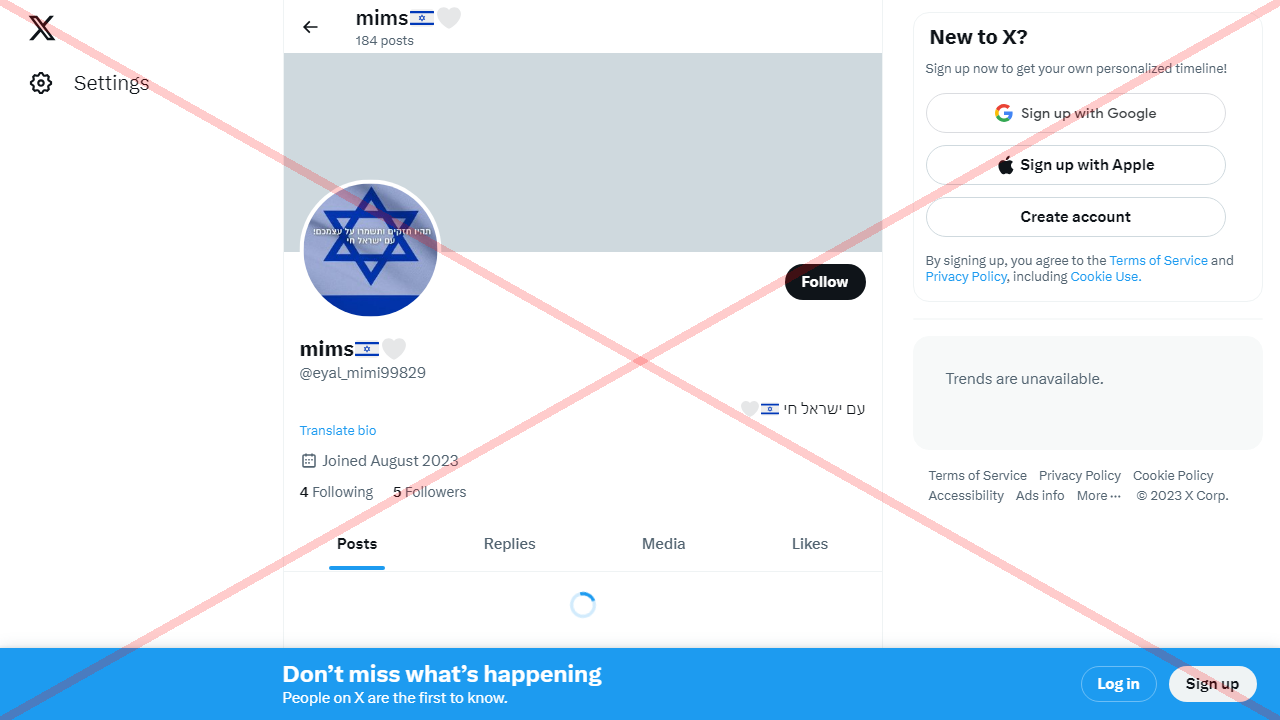 Settings
mims🇮🇱🤍
184 posts
תהיו חזקים ותשמרו על עצמכם!
עם ישראל חי
Follow
mims🇮🇱🤍
@eyal_mimi99829
עם ישראל חי 🇮🇱🤍
Translate bio
Joined August 2023
4 Following 5 Followers
Posts Replies Media Likes
New to X?
Sign up now to get your own personalized timeline!
Sign up with Google
Sign up with Apple
Create account
By signing up, you agree to the Terms of Service and
Privacy Policy, including Cookie Use.
Trends are unavailable.
Terms of Service Privacy Policy Cookie Policy
Accessibility Ads info More ··· © 2023 X Corp.
Don’t miss what’s happening
People on X are the first to know.
Log in Sign up